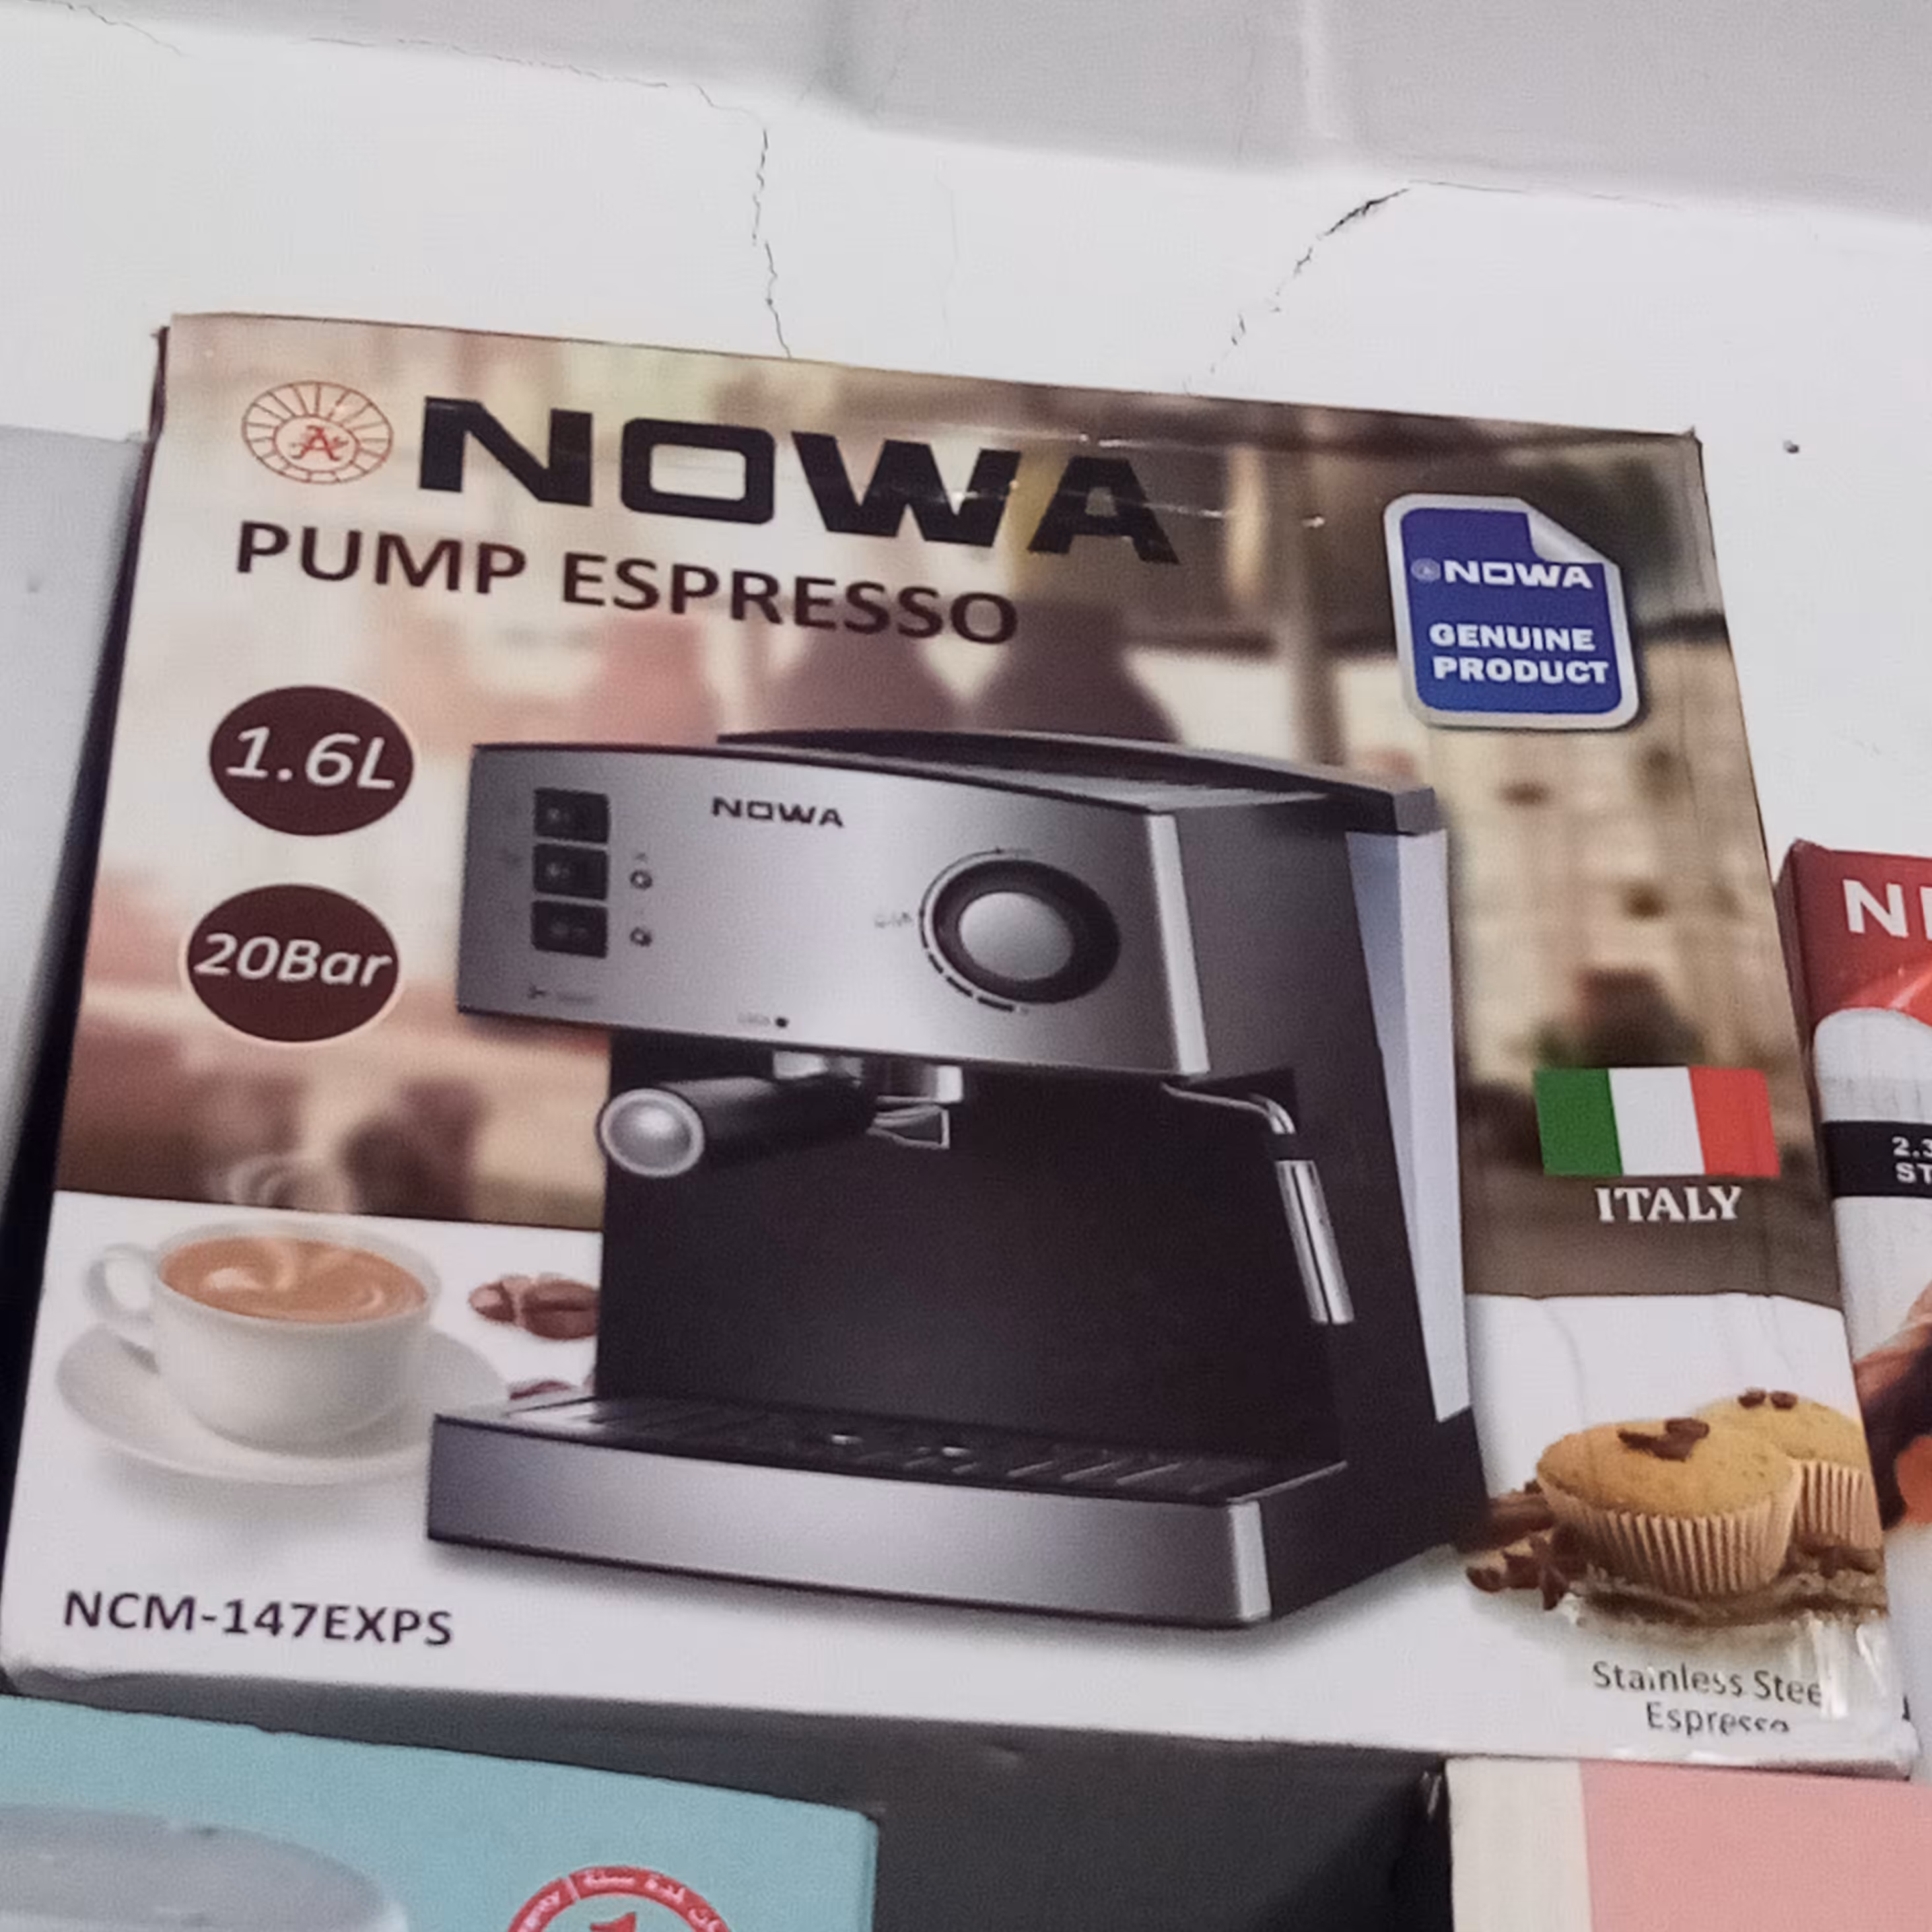 NOWA
PUMP ESPRESSO
NOWA
GENUINE
PRODUCT
1.6L
20Bar
NOWA
ITALY
NCM-147EXPS
Stainless Stee
Espresso